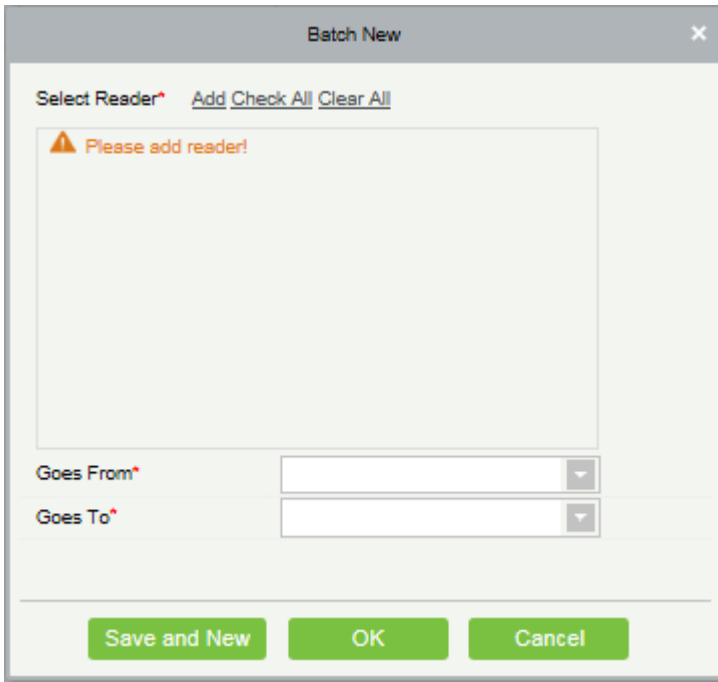 Batch New
Select Reader* Add Check All Clear All
Please add reader!
Goes From*
Goes To*
Save and New OK Cancel